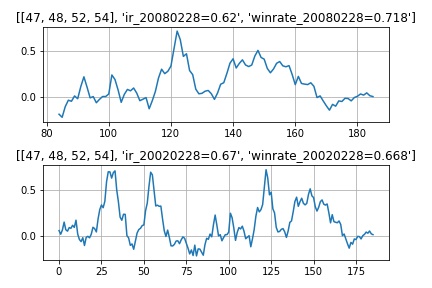 [[47, 48, 52, 54], 'ir_20080228=0.62', 'winrate_20080228=0.718']
0.5
0.0
80 100 120 140 160 180
[[47, 48, 52, 54], 'ir_20020228=0.67', 'winrate_20020228=0.668']
0.5
0.0
0 25 50 75 100 125 150 175